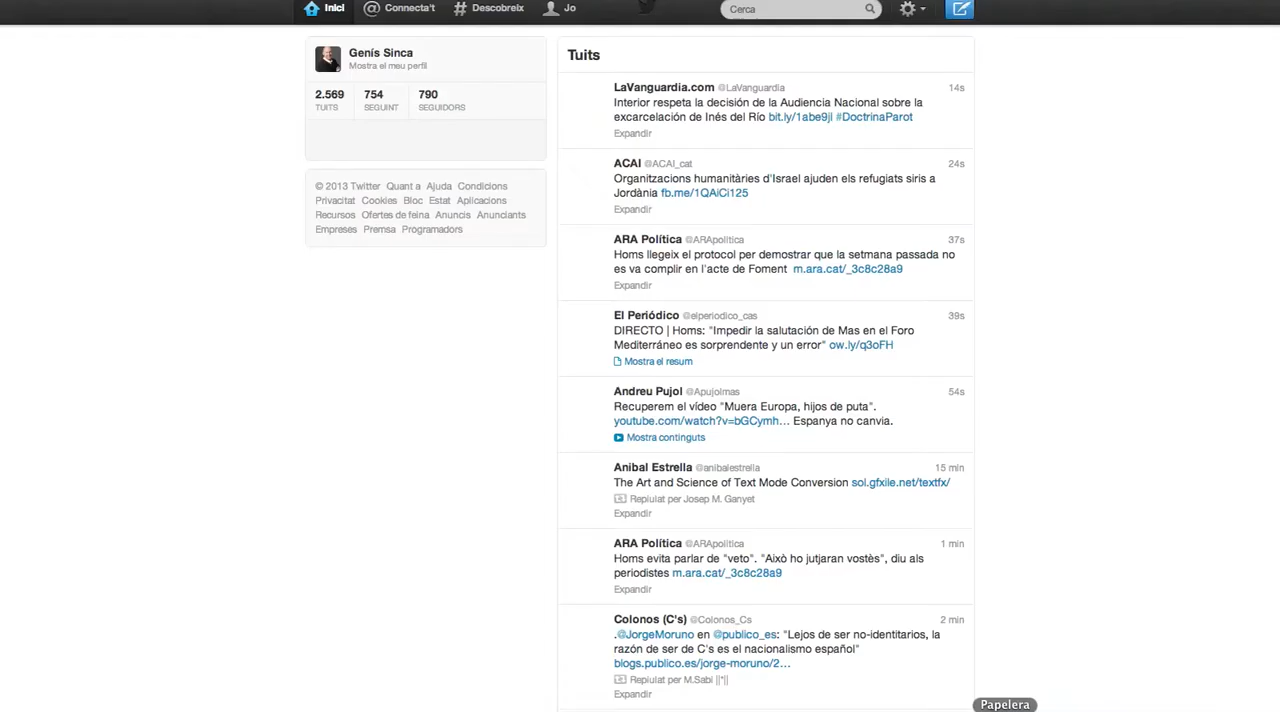 Inici Connecta't Descobreix Jo Cerca
Genís Sinca
Mostra el meu perfil
2.569 754 790
TUITS SEGUINT SEGUIDORS
© 2013 Twitter Quant a Ajuda Condicions
Privacitat Cookies Bloc Estat Aplicacions
Recursos Ofertes de feina Anuncis Anunciants
Empreses Premsa Programadors
Tuits
LaVanguardia.com @LaVanguardia 14s
Interior respeta la decisión de la Audiencia Nacional sobre la
excarcelación de Inés del Río bit.ly/1abe9jl #DoctrinaParot
Expandir
ACAI @ACAI_cat 24s
Organitzacions humanitàries d'Israel ajuden els refugiats siris a
Jordània fb.me/1QAiCi125
Expandir
ARA Política @ARApolitica 37s
Homs llegeix el protocol per demostrar que la setmana passada no
es va complir en l'acte de Foment m.ara.cat/_3c8c28a9
Expandir
El Periódico @elperiodico_cas 39s
DIRECTO | Homs: "Impedir la salutación de Mas en el Foro
Mediterráneo es sorprendente y un error" ow.ly/q3oFH
Mostra el resum
Andreu Pujol @Apujolmas 54s
Recuperem el vídeo "Muera Europa, hijos de puta".
youtube.com/watch?v=bGCymh… Espanya no canvia.
Mostra continguts
Anibal Estrella @anibalestrella 15 min
The Art and Science of Text Mode Conversion sol.gfxile.net/textfx/
Repiulat per Josep M. Ganyet
Expandir
ARA Política @ARApolitica 1 min
Homs evita parlar de "veto". "Això ho jutjaran vostès", diu als
periodistes m.ara.cat/_3c8c28a9
Expandir
Colonos (C's) @Colonos_Cs 2 min
.@JorgeMoruno en @publico_es: "Lejos de ser no-identitarios, la
razón de ser de C's es el nacionalismo español"
blogs.publico.es/jorge-moruno/2…
Repiulat per M.Sabi ||*||
Expandir
Papelera